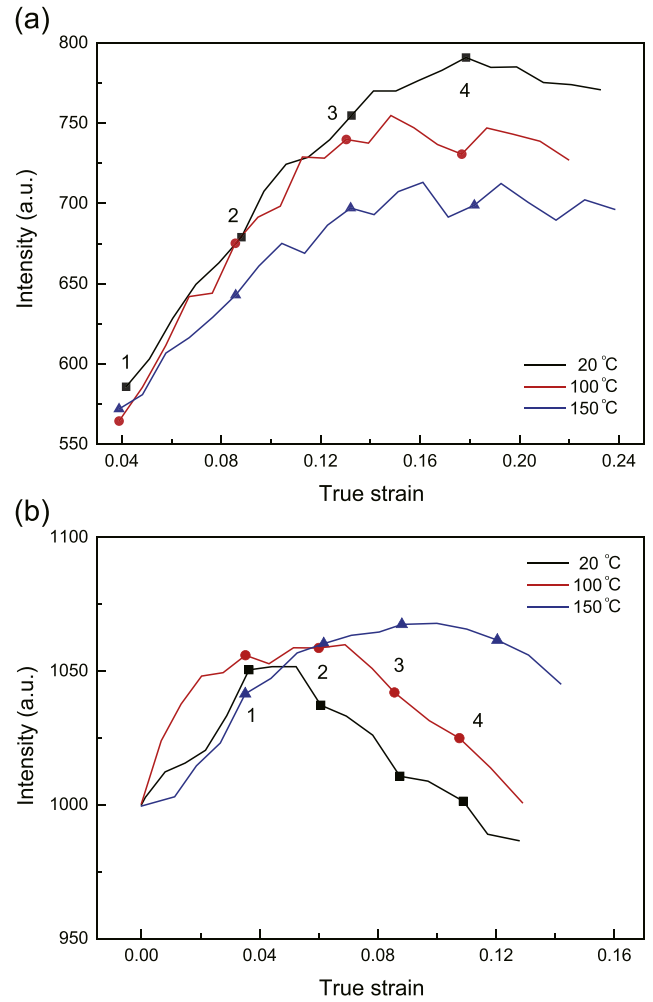 (a)
800
750
700
650
600
550
Intensity (a.u.)
1
2
3
4
20 °C
100 °C
150 °C
0.04 0.08 0.12 0.16 0.20 0.24
True strain
(b)
1100
1050
1000
950
Intensity (a.u.)
20 °C
100 °C
150 °C
1
2
3
4
0.00 0.04 0.08 0.12 0.16
True strain